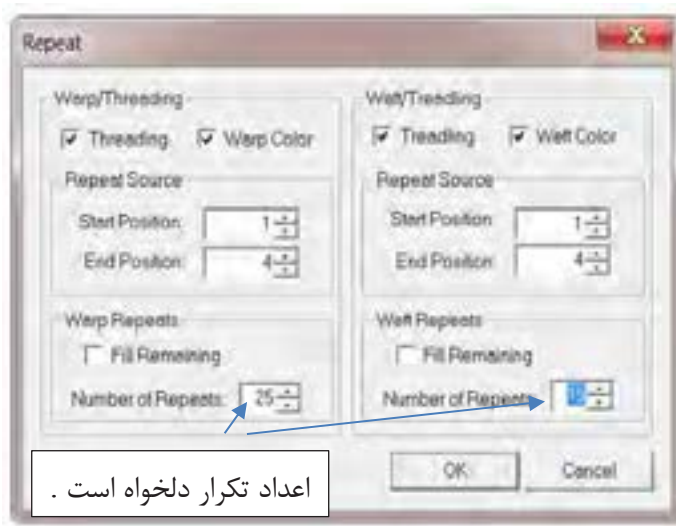 Repeat
Warp/Threading
Threading Warp Color
Repeat Source
Start Position: 1
End Position: 4
Warp Repeats
Fill Remaining
Number of Repeats: 25
Weft/Treadling
Treadling Weft Color
Repeat Source
Start Position: 1
End Position: 4
Weft Repeats
Fill Remaining
Number of Repeats:
OK Cancel
اعداد تکرار دلخواه است .